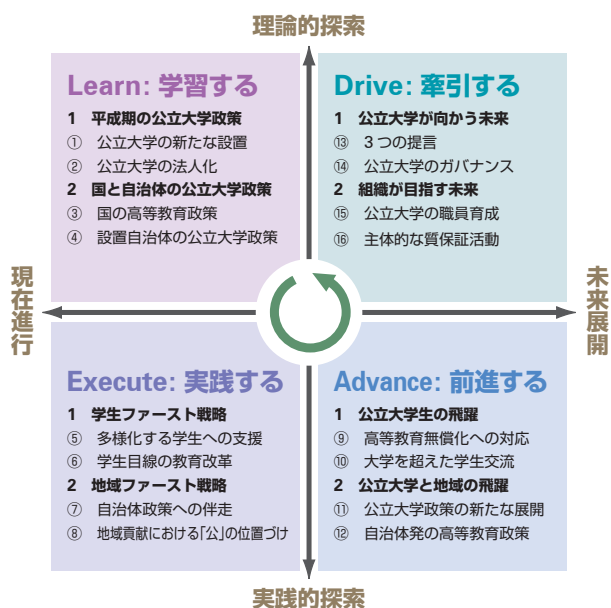 理論的探索
Learn: 学習する
1 平成期の公立大学政策
① 公立大学の新たな設置
② 公立大学の法人化
2 国と自治体の公立大学政策
③ 国の高等教育政策
④ 設置自治体の公立大学政策
Drive: 牽引する
1 公立大学が向かう未来
⑬ 3つの提言
⑭ 公立大学のガバナンス
2 組織が目指す未来
⑮ 公立大学の職員育成
⑯ 主体的な質保証活動
現在進行
未来展開
Execute: 実践する
1 学生ファースト戦略
⑤ 多様化する学生への支援
⑥ 学生目線の教育改革
2 地域ファースト戦略
⑦ 自治体政策への伴走
⑧ 地域貢献における「公」の位置づけ
Advance: 前進する
1 公立大学生の飛躍
⑨ 高等教育無償化への対応
⑩ 大学を超えた学生交流
2 公立大学と地域の飛躍
⑪ 公立大学政策の新たな展開
⑫ 自治体発の高等教育政策
実践的探索